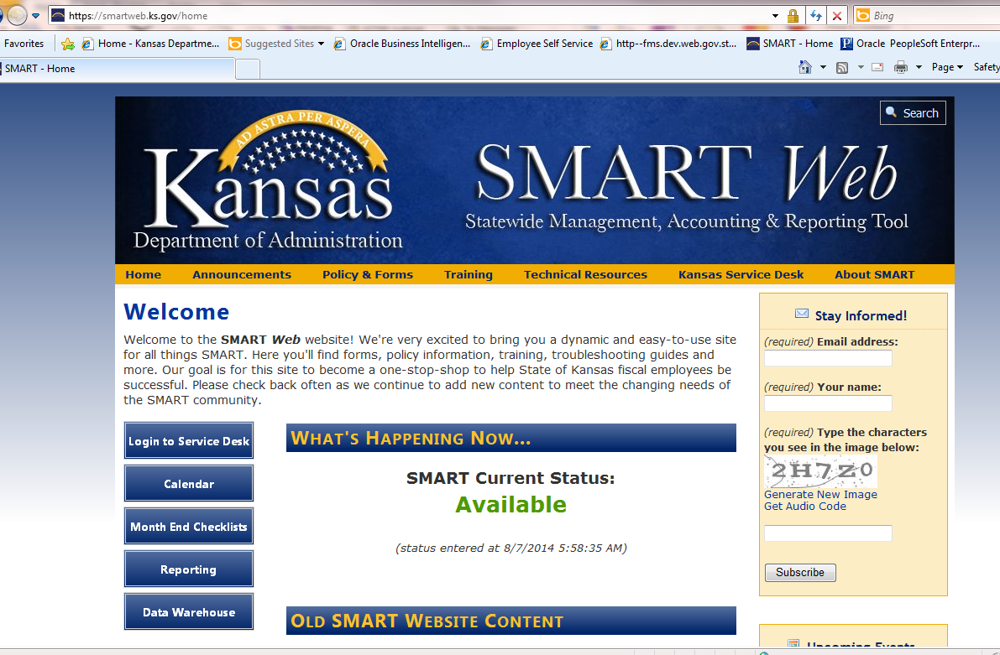 https://smartweb.ks.gov/home
Bing
Favorites
Home - Kansas Departme...
Suggested Sites
Oracle Business Intelligen...
Employee Self Service
http--fms.dev.web.gov.st...
SMART - Home
Oracle PeopleSoft Enterpr...
SMART - Home
Page
Safety
AD ASTRA PER ASPERA
Kansas
Department of Administration
SMART Web
Statewide Management, Accounting & Reporting Tool
Search
Home
Announcements
Policy & Forms
Training
Technical Resources
Kansas Service Desk
About SMART
Welcome
Welcome to the SMART Web website! We're very excited to bring you a dynamic and easy-to-use site
for all things SMART. Here you'll find forms, policy information, training, troubleshooting guides and
more. Our goal is for this site to become a one-stop-shop to help State of Kansas fiscal employees be
successful. Please check back often as we continue to add new content to meet the changing needs of
the SMART community.
Login to Service Desk
Calendar
Month End Checklists
Reporting
Data Warehouse
What's Happening Now...
SMART Current Status:
Available
(status entered at 8/7/2014 5:58:35 AM)
Old SMART Website Content
Stay Informed!
(required) Email address:
(required) Your name:
(required) Type the characters
you see in the image below:
2H7Z0
Generate New Image
Get Audio Code
Subscribe
Upcoming Events